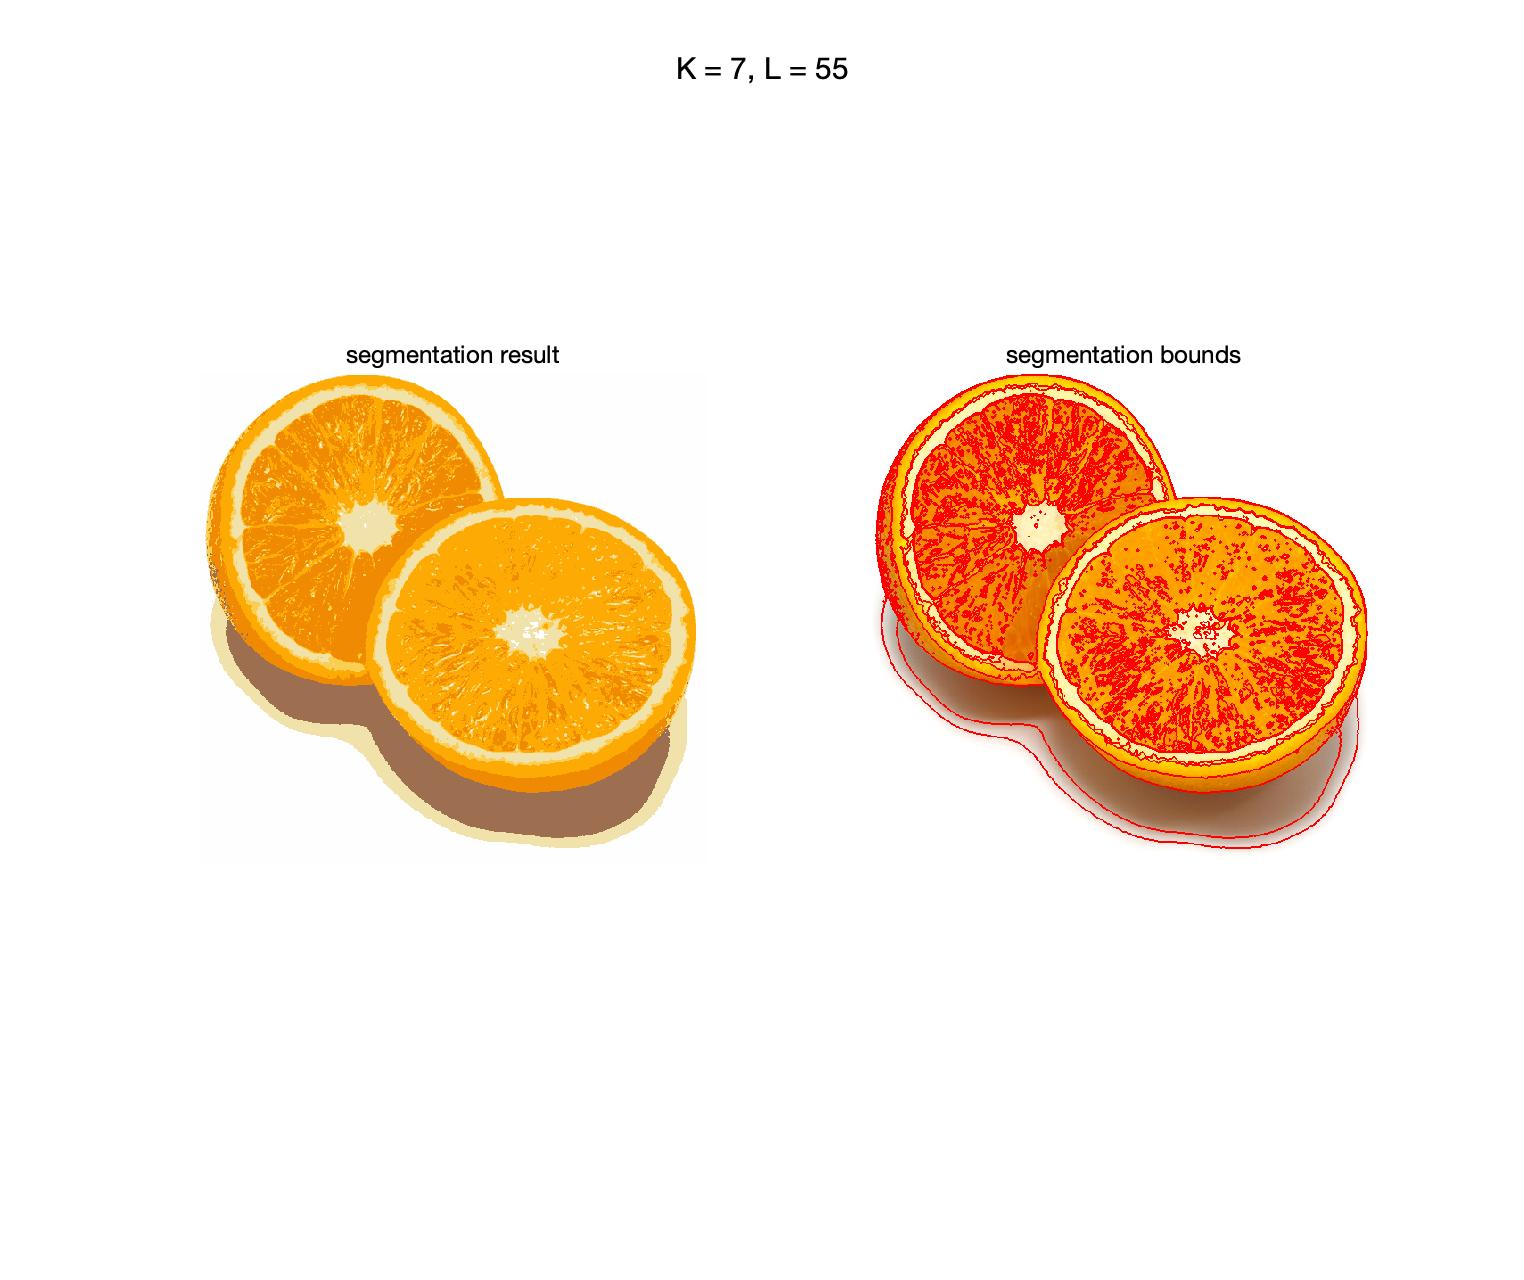 K = 7, L = 55
segmentation result
segmentation bounds